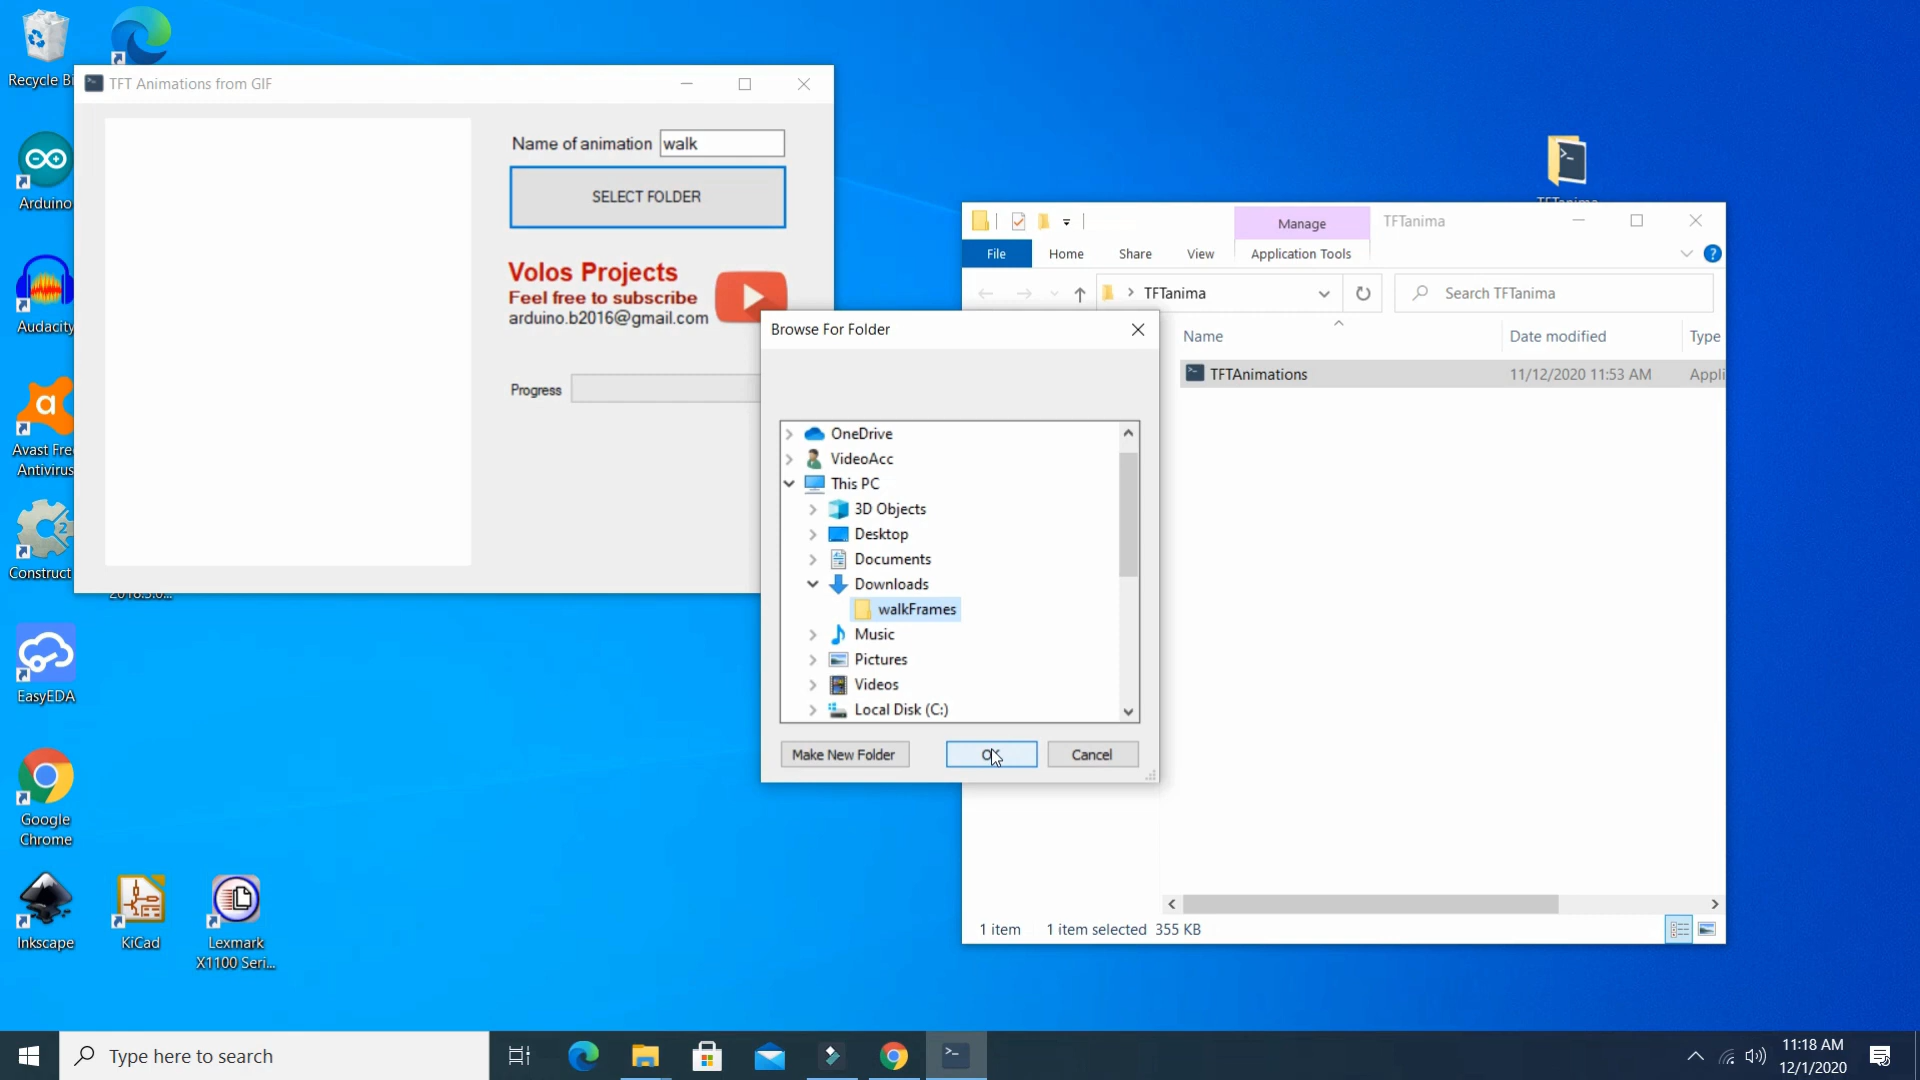 Recycle Bi
Arduino
Audacity
Avast Fre
Antivirus
Construct
EasyEDA
Google
Chrome
Inkscape
KiCad
Lexmark
X1100 Seri...
TFT Animations from GIF
Name of animation walk
SELECT FOLDER
Volos Projects
Feel free to subscribe
arduino.b2016@gmail.com
Progress
Browse For Folder
OneDrive
VideoAcc
This PC
3D Objects
Desktop
Documents
Downloads
walkFrames
Music
Pictures
Videos
Local Disk (C:)
Make New Folder
Cancel
TFTanima
Manage
TFTanima
File Home Share View Application Tools
TFTanima
Search TFTanima
Name Date modified Type
TFTAnimations 11/12/2020 11:53 AM Appli
1 item 1 item selected 355 KB
Type here to search
11:18 AM
12/1/2020